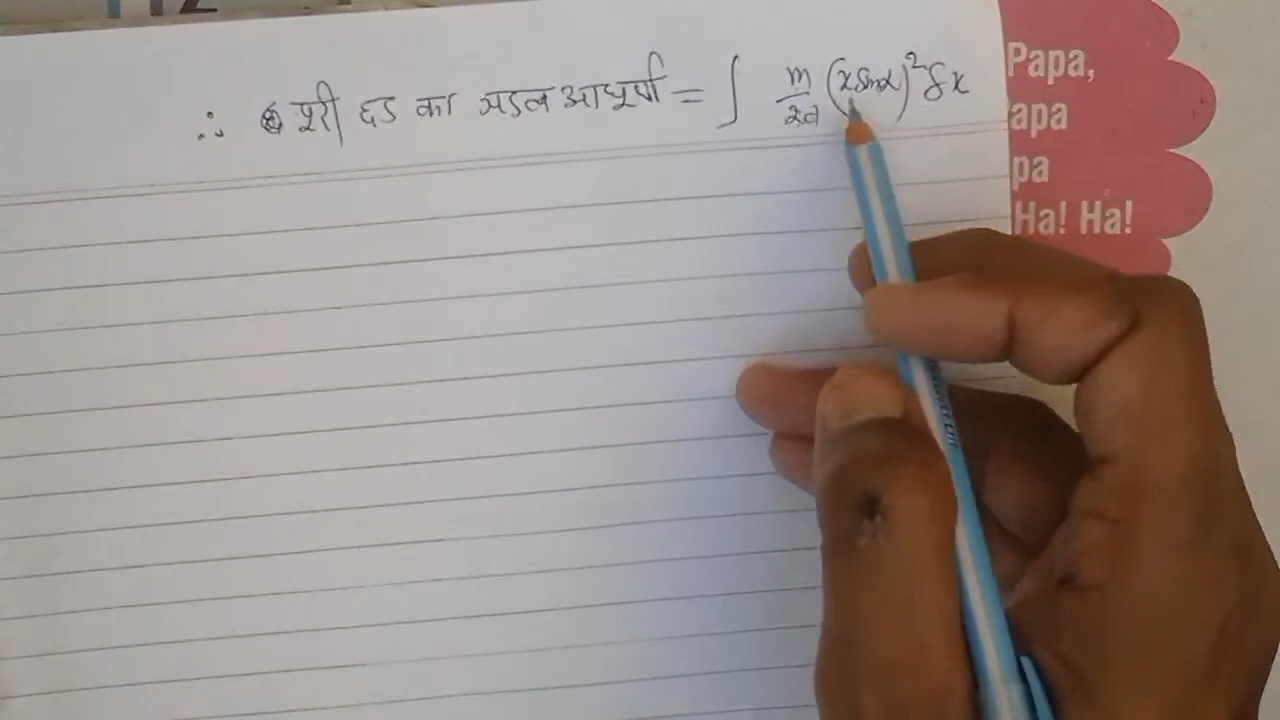 ∴ पूरी छड़ का जड़त्व आघूर्ण = ∫ m/2a (x sinα)² δx
Papa,
apa
pa
Ha! Ha!